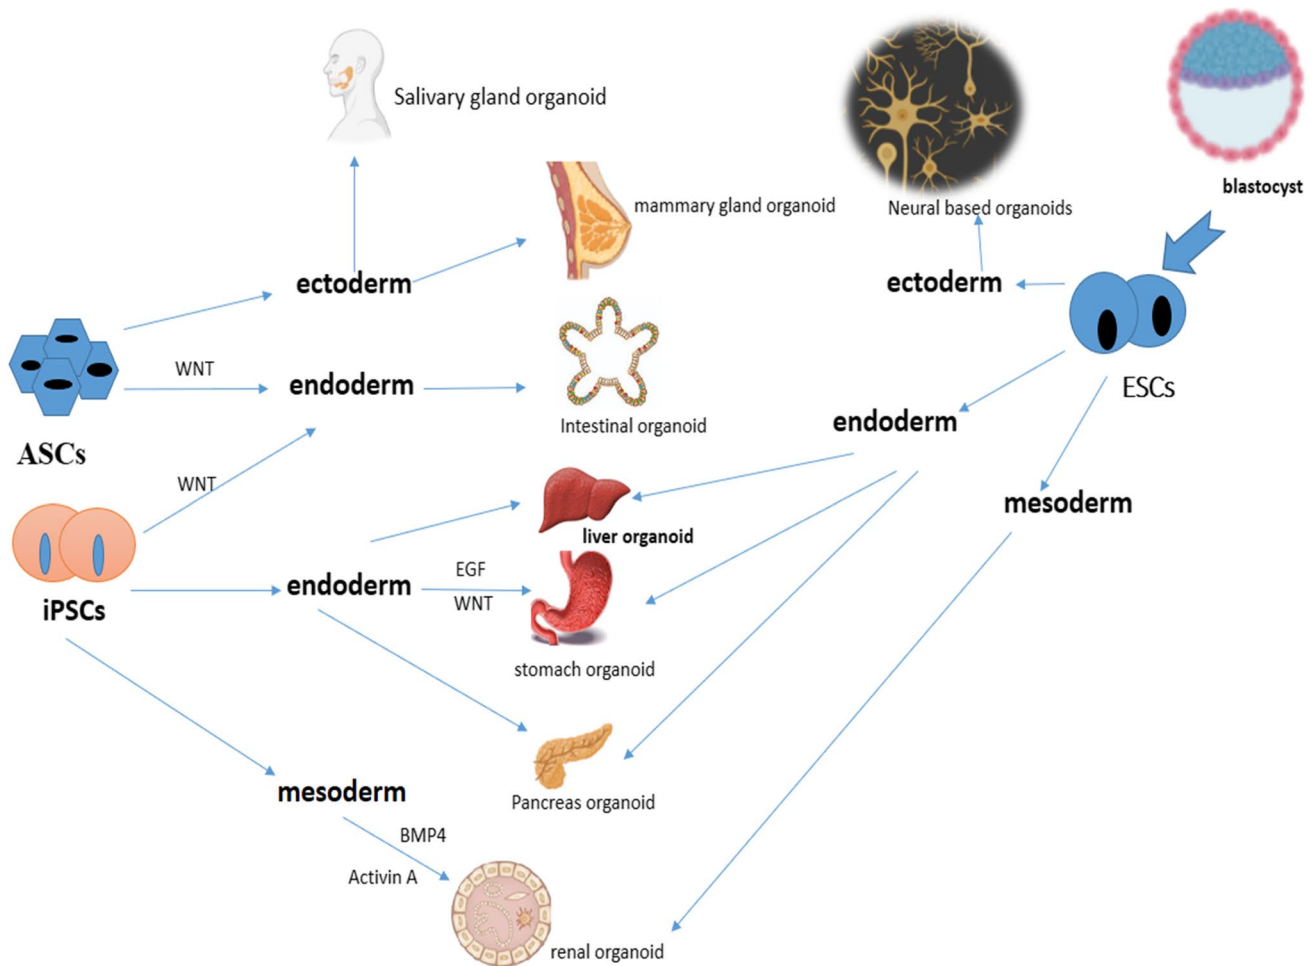 Salivary gland organoid
mammary gland organoid
Neural based organoids
blastocyst
ectoderm
ectoderm
WNT
endoderm
ESCs
Intestinal organoid
endoderm
ASCs
WNT
mesoderm
liver organoid
iPSCs
endoderm
EGF
WNT
stomach organoid
Pancreas organoid
mesoderm
BMP4
Activin A
renal organoid